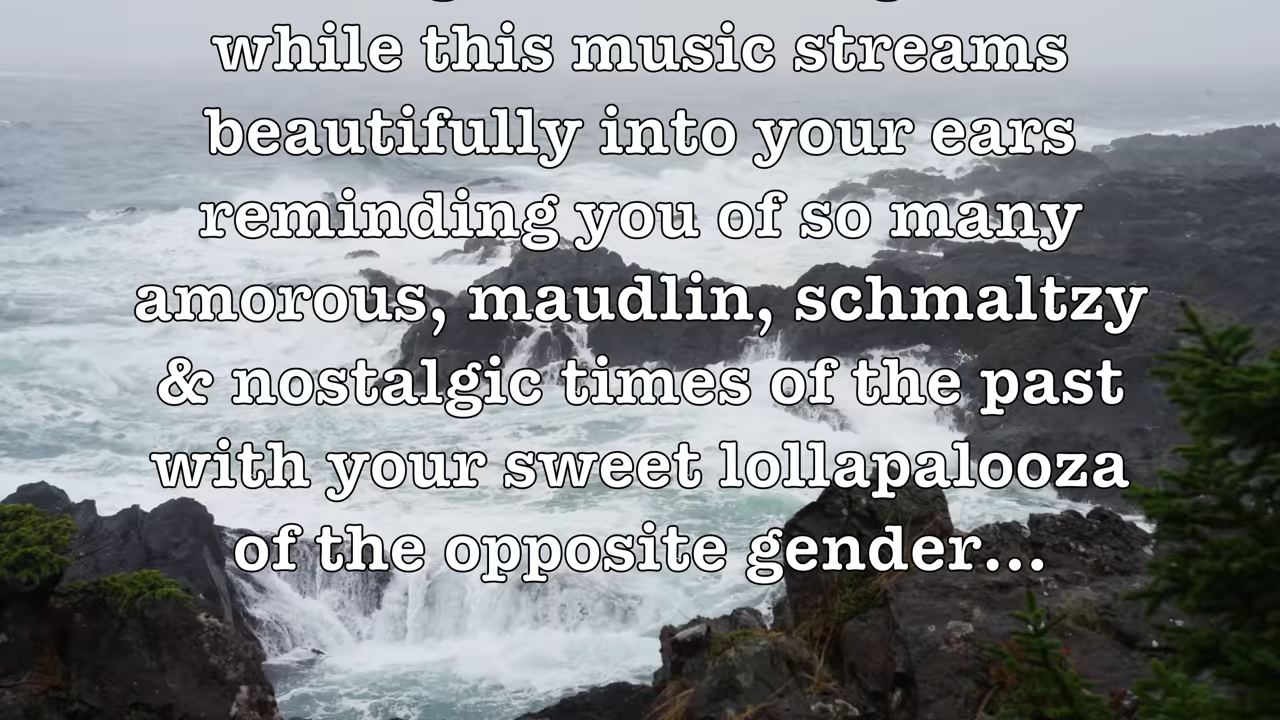 while this music streams
beautifully into your ears
reminding you of so many
amorous, maudlin, schmaltzy
& nostalgic times of the past
with your sweet lollapalooza
of the opposite gender...